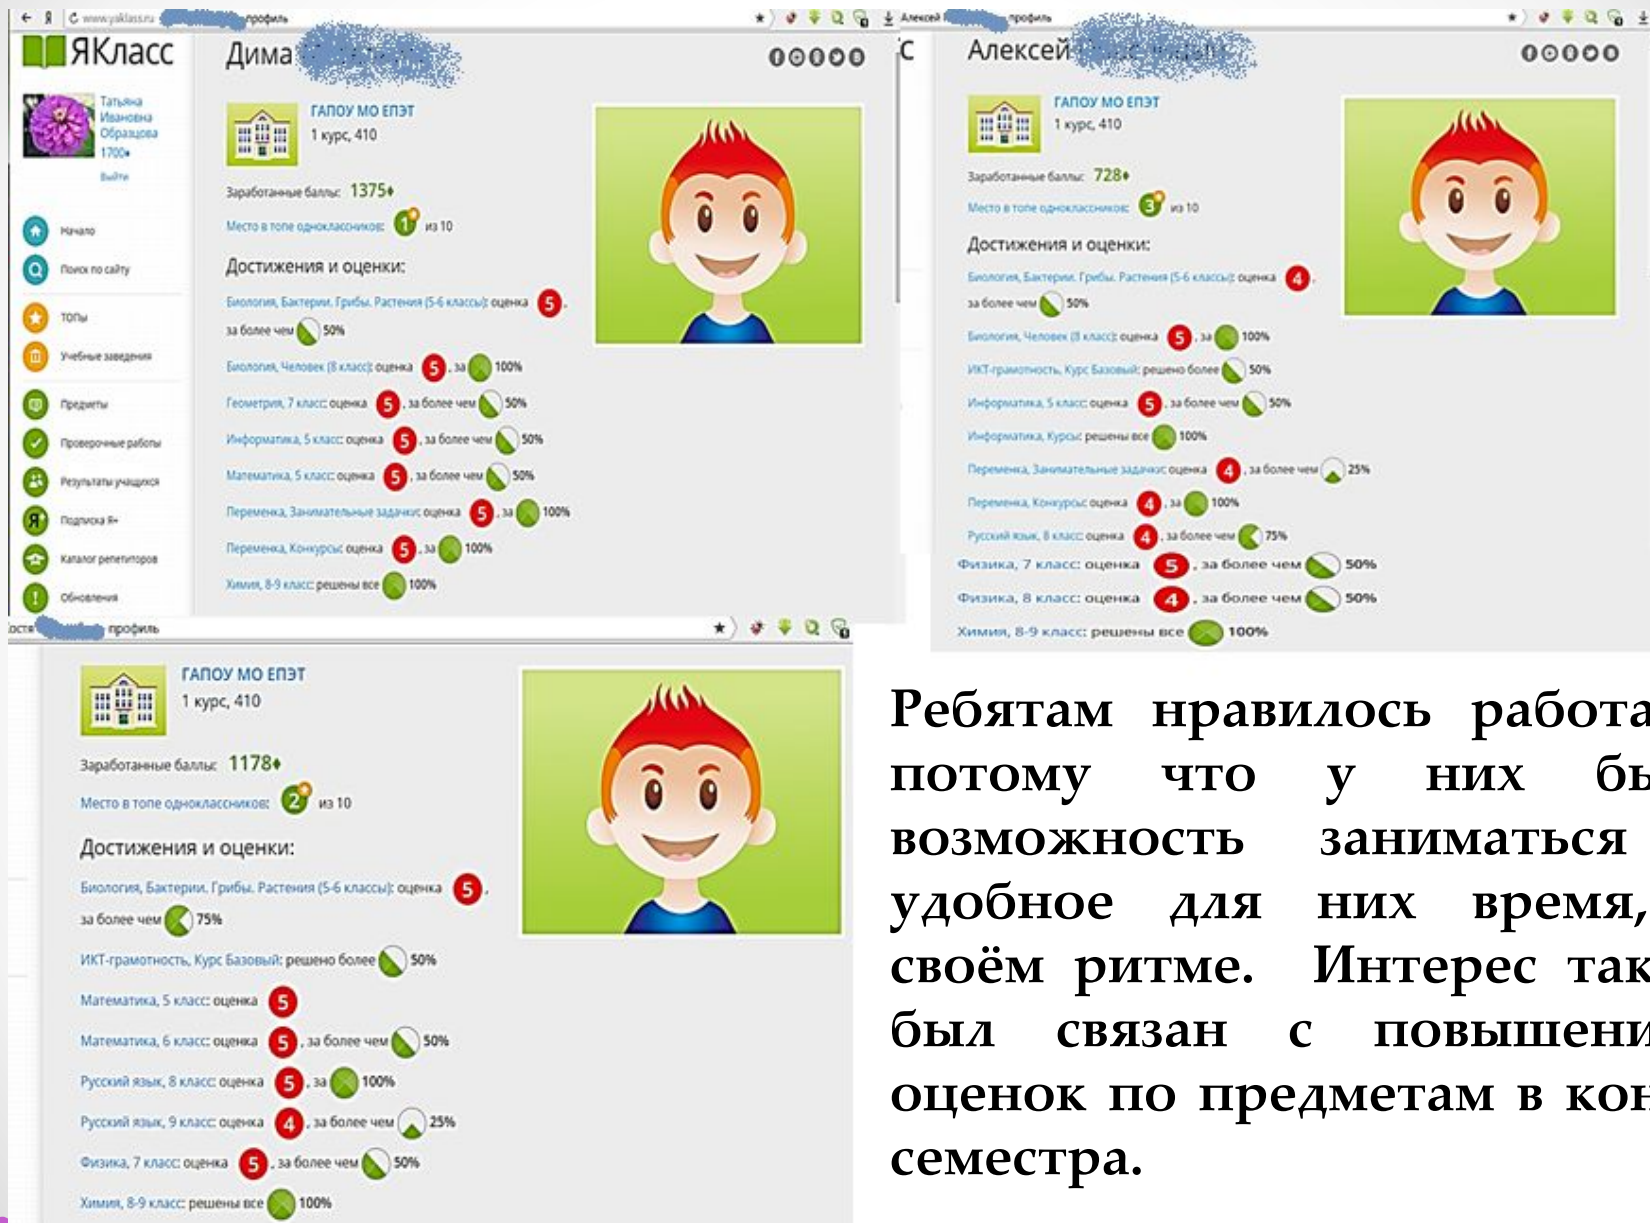 www.yaklass.ru профиль
ЯКласс
Татьяна
Ивановна
Образцова
1700
Выйти
Начало
Поиск по сайту
ТОПы
Учебные заведения
Предметы
Проверочные работы
Результаты учащихся
Подписка Я+
Каталог репетиторов
Обновления
Дима
ГАПОУ МО ЕПЭТ
1 курс, 410
Заработанные баллы: 1375
Место в топе одноклассников: 1 из 10
Достижения и оценки:
Биология, Бактерии. Грибы. Растения (5-6 классы): оценка 5,
за более чем 50%
Биология, Человек (8 класс): оценка 5, за 100%
Геометрия, 7 класс: оценка 5, за более чем 50%
Информатика, 5 класс: оценка 5, за более чем 50%
Математика, 5 класс: оценка 5, за более чем 50%
Переменка, Занимательные задачки: оценка 5, за 100%
Переменка, Конкурсы: оценка 5, за 100%
Химия, 8-9 класс: решены все 100%
Алексей профиль
С
Алексей
ГАПОУ МО ЕПЭТ
1 курс, 410
Заработанные баллы: 728
Место в топе одноклассников: 3 из 10
Достижения и оценки:
Биология, Бактерии. Грибы. Растения (5-6 классы): оценка 4,
за более чем 50%
Биология, Человек (8 класс): оценка 5, за 100%
ИКТ-грамотность, Курс Базовый: решено более 50%
Информатика, 5 класс: оценка 5, за более чем 50%
Информатика, Курсы: решены все 100%
Переменка, Занимательные задачки: оценка 4, за более чем 25%
Переменка, Конкурсы: оценка 4, за 100%
Русский язык, 8 класс: оценка 4, за более чем 75%
Физика, 7 класс: оценка 5, за более чем 50%
Физика, 8 класс: оценка 4, за более чем 50%
Химия, 8-9 класс: решены все 100%
остя профиль
ГАПОУ МО ЕПЭТ
1 курс, 410
Заработанные баллы: 1178
Место в топе одноклассников: 2 из 10
Достижения и оценки:
Биология, Бактерии. Грибы. Растения (5-6 классы): оценка 5,
за более чем 75%
ИКТ-грамотность, Курс Базовый: решено более 50%
Математика, 5 класс: оценка 5
Математика, 6 класс: оценка 5, за более чем 50%
Русский язык, 8 класс: оценка 5, за 100%
Русский язык, 9 класс: оценка 4, за более чем 25%
Физика, 7 класс: оценка 5, за более чем 50%
Химия, 8-9 класс: решены все 100%
Ребятам нравилось работа
потому что у них бы
возможность заниматься
удобное для них время,
своём ритме. Интерес так
был связан с повышени
оценок по предметам в кон
семестра.